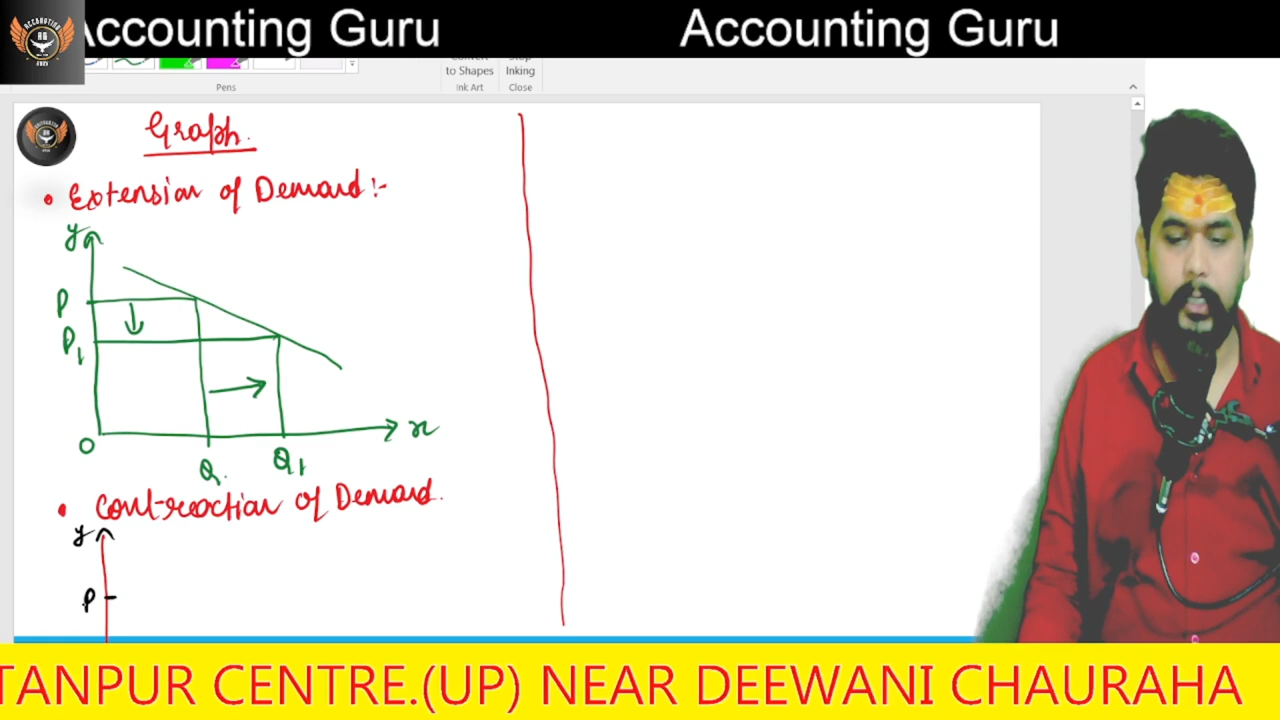 Accounting Guru Accounting Guru
to Shapes Inking
Pens Ink Art Close
Graph.
• Extension of Demand :-
y
P
P1
O
Q Q1
x
• Contraction of Demand.
y
P
TANPUR CENTRE.(UP) NEAR DEEWANI CHAURAHA